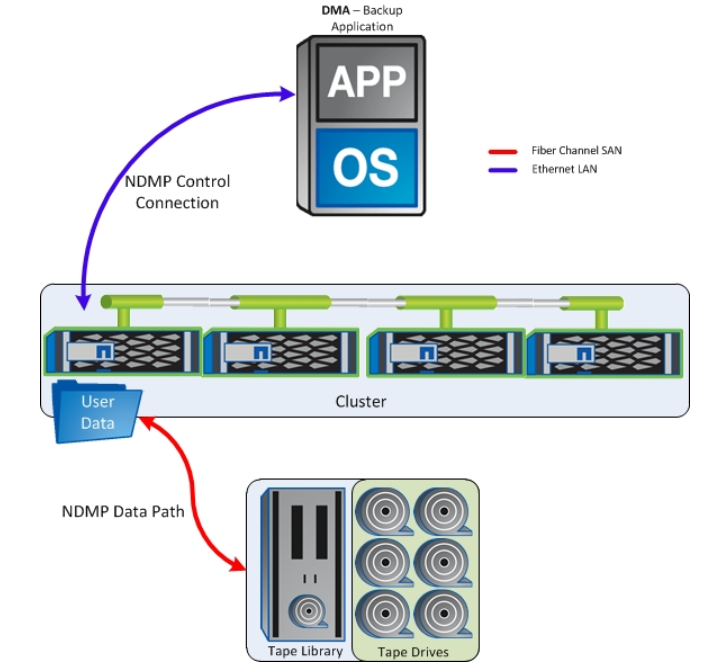 DMA – Backup
Application
APP
OS
Fiber Channel SAN
Ethernet LAN
NDMP Control
Connection
User
Data
Cluster
NDMP Data Path
Tape Library
Tape Drives